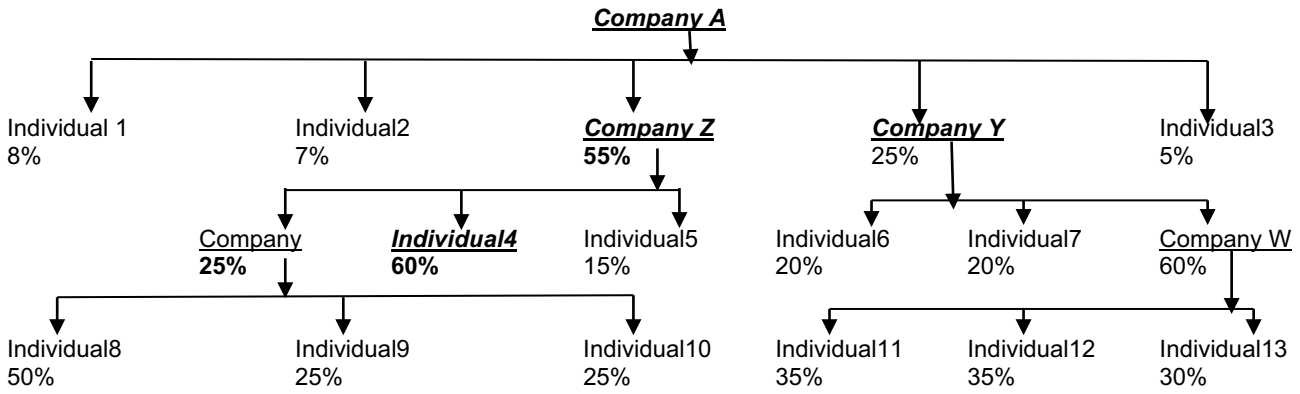 Company A
Individual 1
8%
Individual2
7%
Company Z
55%
Company Y
25%
Individual3
5%
Company
25%
Individual4
60%
Individual5
15%
Individual6
20%
Individual7
20%
Company W
60%
Individual8
50%
Individual9
25%
Individual10
25%
Individual11
35%
Individual12
35%
Individual13
30%